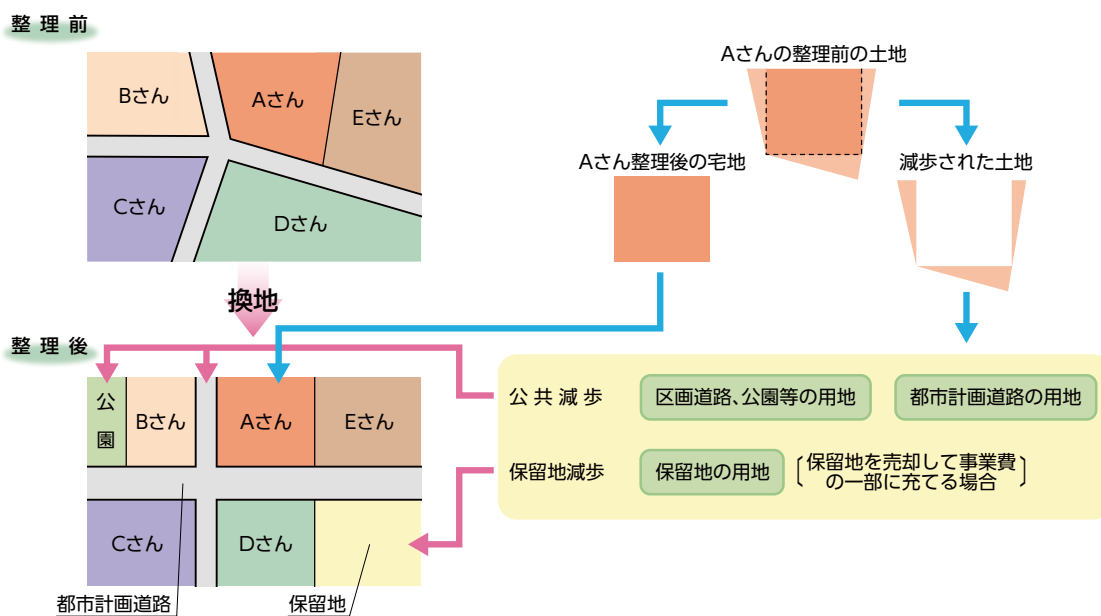 整理前
Bさん
Aさん
Eさん
Cさん
Dさん
Aさんの整理前の土地
Aさん整理後の宅地
減歩された土地
換地
整理後
公園
Bさん
Aさん
Eさん
Cさん
Dさん
都市計画道路
保留地
公共減歩
区画道路、公園等の用地
都市計画道路の用地
保留地減歩
保留地の用地
保留地を売却して事業費
の一部に充てる場合